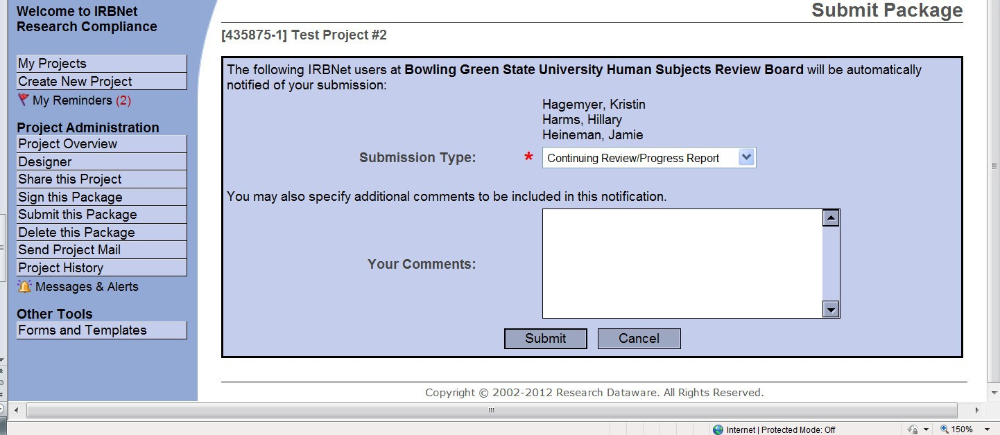 Welcome to IRBNet
Research Compliance
My Projects
Create New Project
My Reminders (2)
Project Administration
Project Overview
Designer
Share this Project
Sign this Package
Submit this Package
Delete this Package
Send Project Mail
Project History
Messages & Alerts
Other Tools
Forms and Templates
Submit Package
[435875-1] Test Project #2
The following IRBNet users at Bowling Green State University Human Subjects Review Board will be automatically
notified of your submission:
Hagemyer, Kristin
Harms, Hillary
Heineman, Jamie
Submission Type: * Continuing Review/Progress Report
You may also specify additional comments to be included in this notification.
Your Comments:
Submit Cancel
Copyright © 2002-2012 Research Dataware. All Rights Reserved.
Internet | Protected Mode: Off 150%